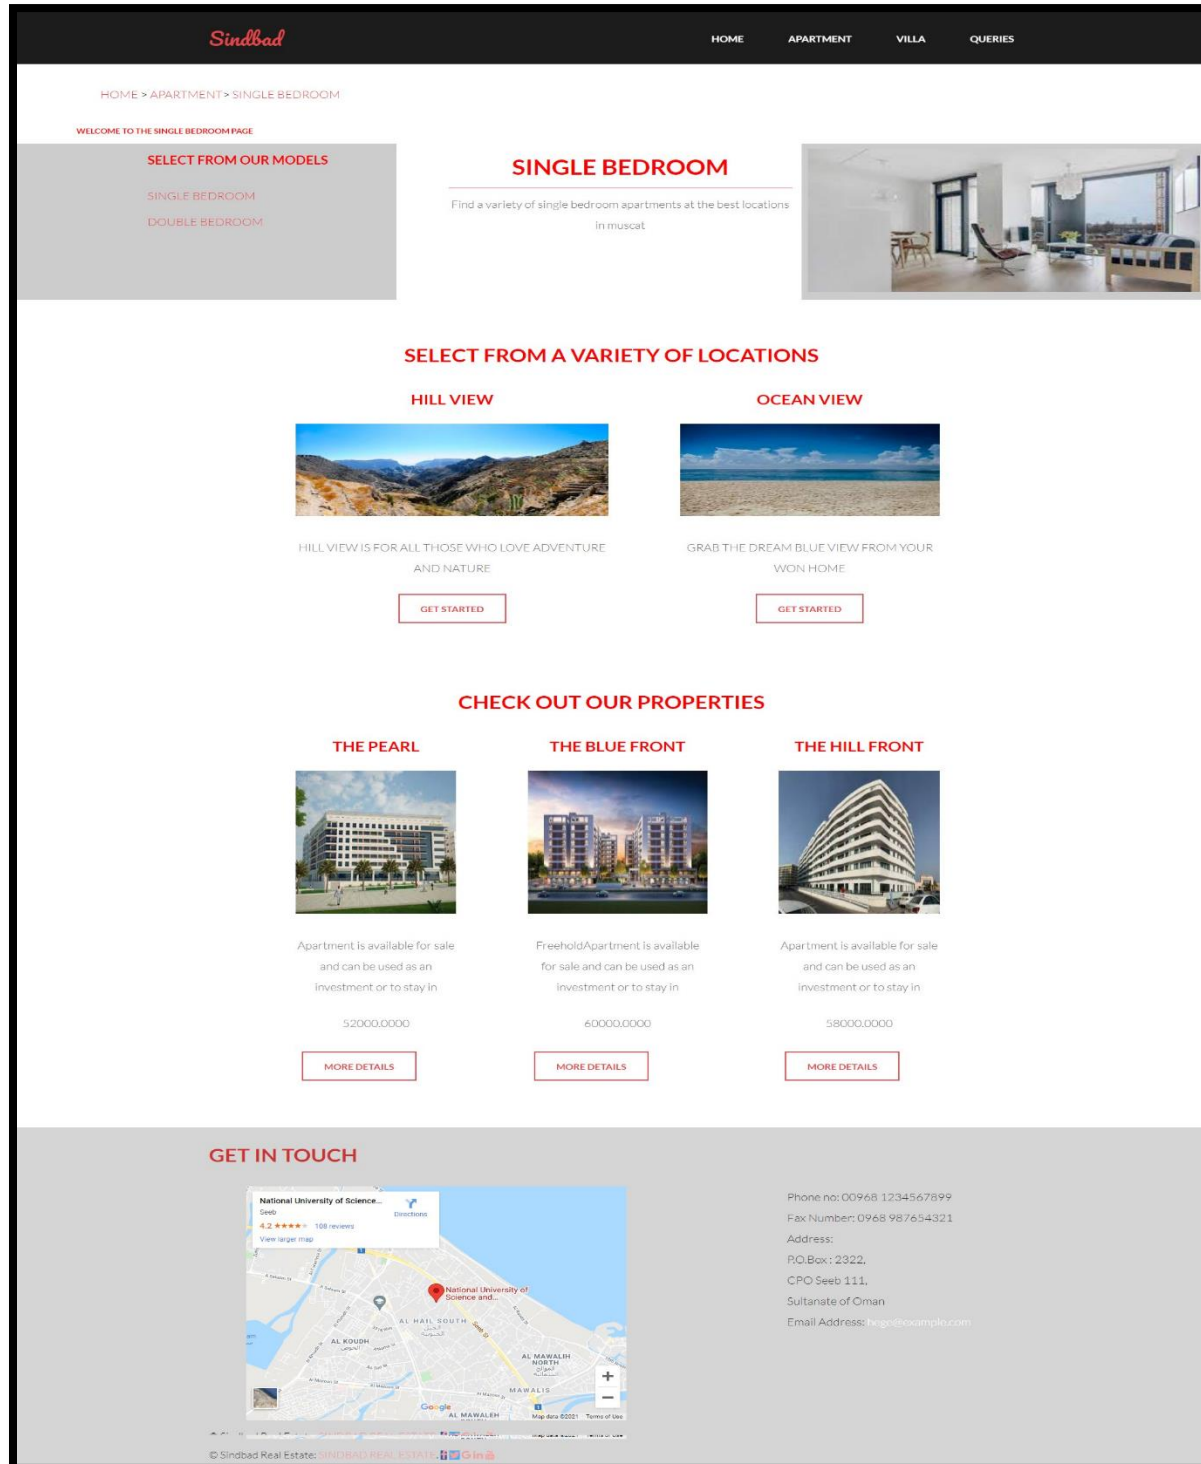 Sindbad
HOME APARTMENT VILLA QUERIES
HOME > APARTMENT> SINGLE BEDROOM
WELCOME TO THE SINGLE BEDROOM PAGE
SELECT FROM OUR MODELS
SINGLE BEDROOM
DOUBLE BEDROOM
SINGLE BEDROOM
Find a variety of single bedroom apartments at the best locations
in muscat
SELECT FROM A VARIETY OF LOCATIONS
HILL VIEW
HILL VIEW IS FOR ALL THOSE WHO LOVE ADVENTURE
AND NATURE
GET STARTED
OCEAN VIEW
GRAB THE DREAM BLUE VIEW FROM YOUR
WON HOME
GET STARTED
CHECK OUT OUR PROPERTIES
THE PEARL
Apartment is available for sale
and can be used as an
investment or to stay in
52000.0000
MORE DETAILS
THE BLUE FRONT
FreeholdApartment is available
for sale and can be used as an
investment or to stay in
60000.0000
MORE DETAILS
THE HILL FRONT
Apartment is available for sale
and can be used as an
investment or to stay in
58000.0000
MORE DETAILS
GET IN TOUCH
National University of Science...
Seeb
4.2 ★★★★★ 108 reviews
View larger map
Directions
National University of
Science and...
AL HAIL SOUTH
الحيل
الجنوبية
Seeb St
AL KOUDH
الخوض
AL MAWALIH
NORTH
الموالح
الشمالية
MAWALIS
AL MAWALEH
Google
Map data ©2021 Terms of Use
Phone no: 00968 1234567899
Fax Number: 0968 987654321
Address:
P.O.Box : 2322,
CPO Seeb 111,
Sultanate of Oman
Email Address: hege@example.com
© Sindbad Real Estate: SINDBAD REAL ESTATE.